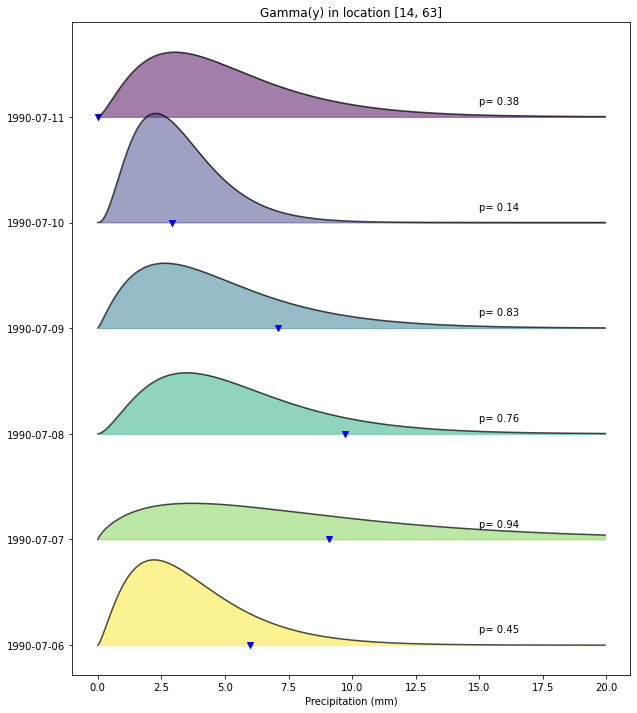 Gamma(y) in location [14, 63]
1990-07-11
p= 0.38
1990-07-10
p= 0.14
1990-07-09
p= 0.83
1990-07-08
p= 0.76
1990-07-07
p= 0.94
1990-07-06
p= 0.45
0.0 2.5 5.0 7.5 10.0 12.5 15.0 17.5 20.0
Precipitation (mm)